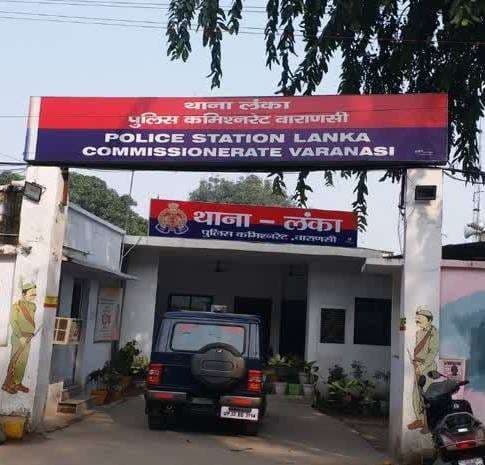 थाना लंका
पुलिस कमिश्नरेट वाराणसी
POLICE STATION LANKA
COMMISSIONERATE VARANASI
थाना - लंका
पुलिस कमिश्नरेट, वाराणसी